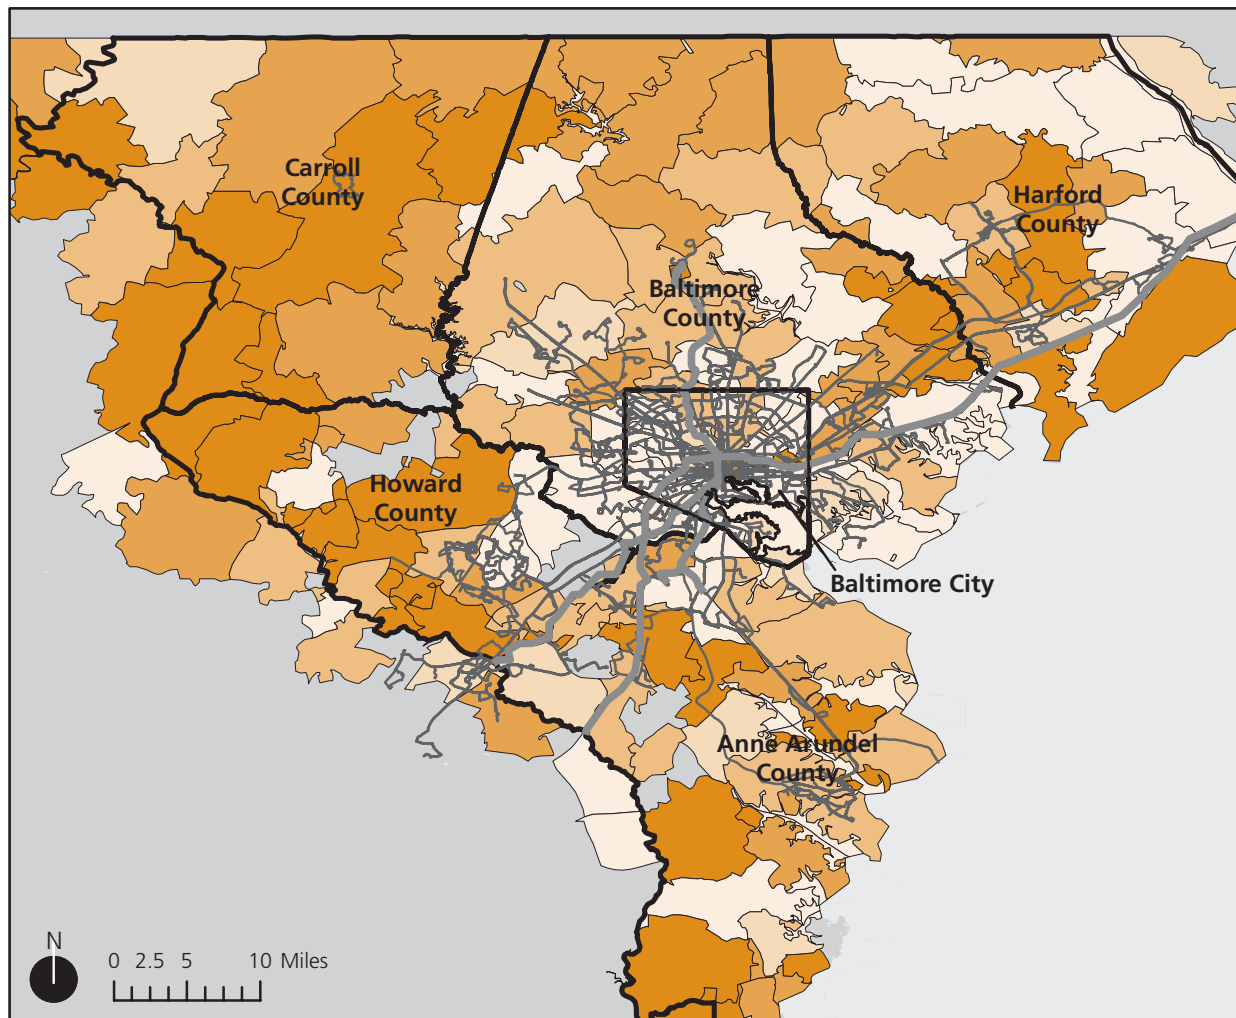 Carroll
County
Harford
County
Baltimore
County
Howard
County
Baltimore City
Anne Arundel
County
N
0 2.5 5 10 Miles